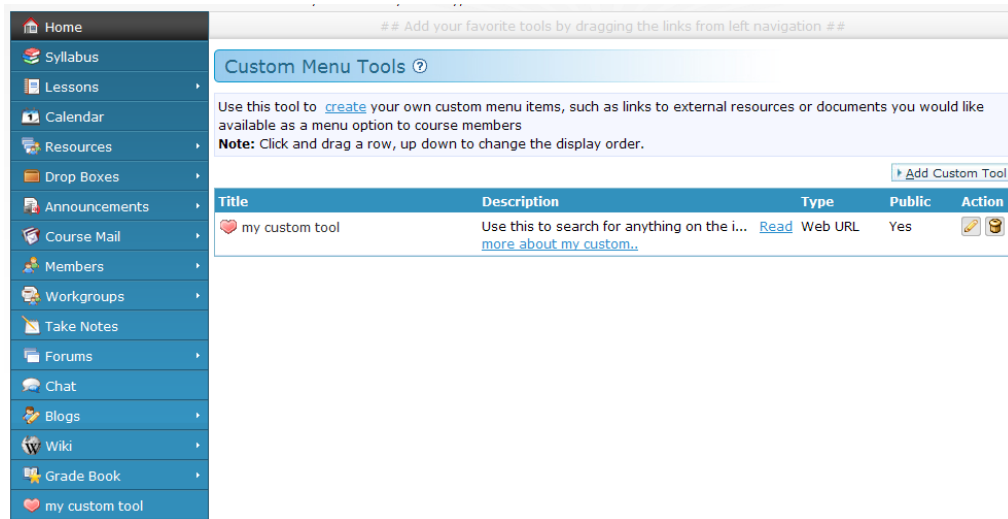 ## Add your favorite tools by dragging the links from left navigation ##
Home
Syllabus
Lessons
Calendar
Resources
Drop Boxes
Announcements
Course Mail
Members
Workgroups
Take Notes
Forums
Chat
Blogs
Wiki
Grade Book
my custom tool
Custom Menu Tools
Use this tool to create your own custom menu items, such as links to external resources or documents you would like
available as a menu option to course members
Note: Click and drag a row, up down to change the display order.
Add Custom Tool
Title Description Type Public Action
my custom tool Use this to search for anything on the i... Read Web URL Yes
more about my custom..